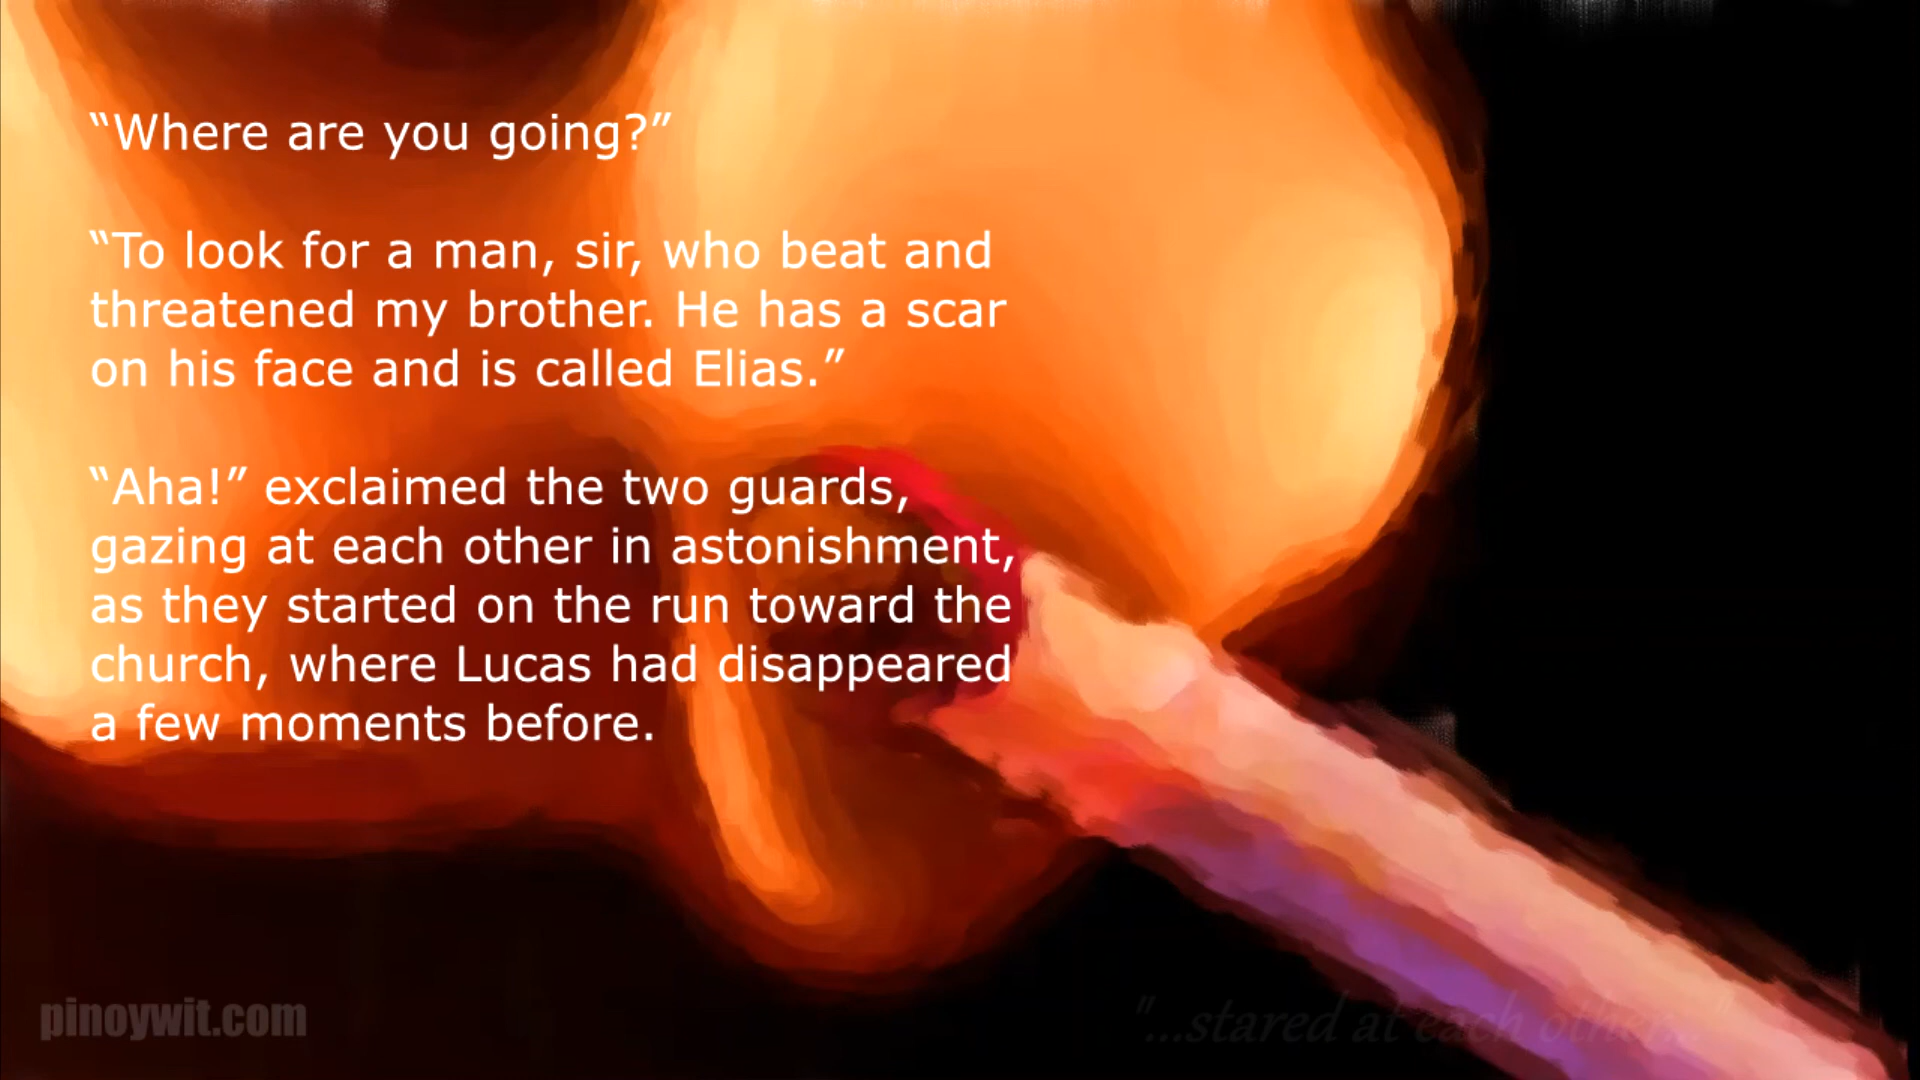 “Where are you going?”
“To look for a man, sir, who beat and
threatened my brother. He has a scar
on his face and is called Elias.”
“Aha!” exclaimed the two guards,
gazing at each other in astonishment,
as they started on the run toward the
church, where Lucas had disappeared
a few moments before.
pinoywit.com
"...stared at each other..."